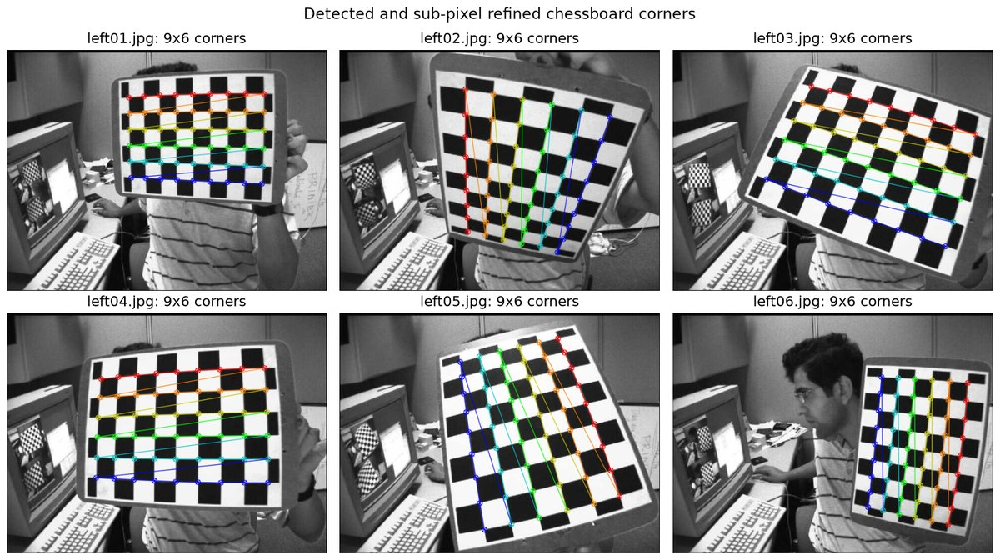 Detected and sub-pixel refined chessboard corners
left01.jpg: 9x6 corners
left02.jpg: 9x6 corners
left03.jpg: 9x6 corners
left04.jpg: 9x6 corners
left05.jpg: 9x6 corners
left06.jpg: 9x6 corners